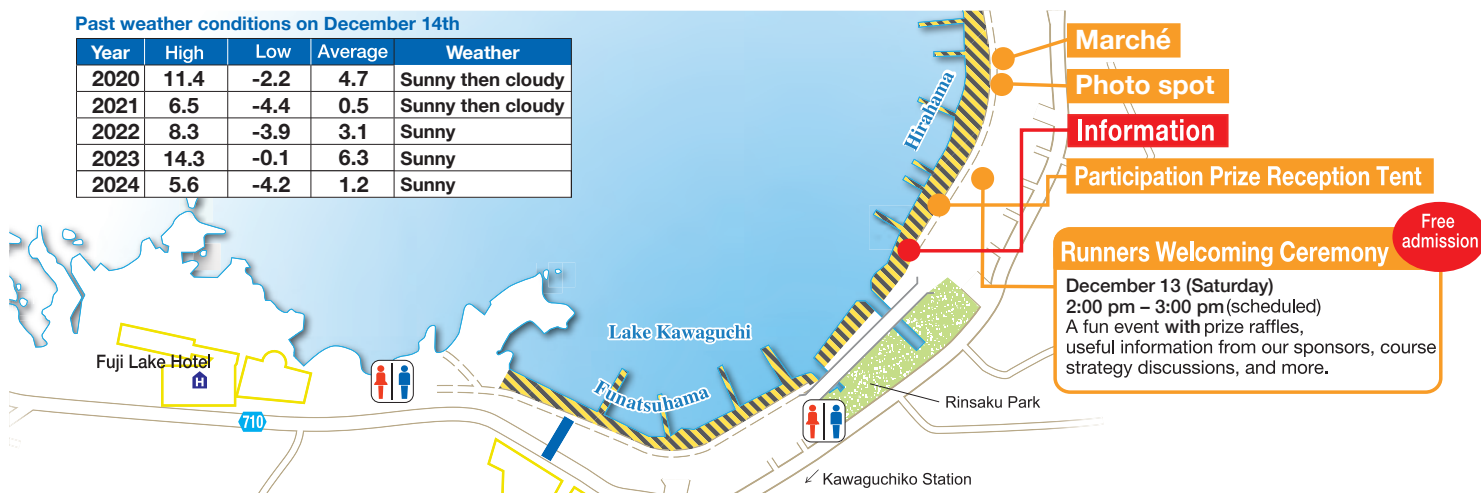 Past weather conditions on December 14th
Year High Low Average Weather
2020 11.4 -2.2 4.7 Sunny then cloudy
2021 6.5 -4.4 0.5 Sunny then cloudy
2022 8.3 -3.9 3.1 Sunny
2023 14.3 -0.1 6.3 Sunny
2024 5.6 -4.2 1.2 Sunny
Marché
Photo spot
Information
Participation Prize Reception Tent
Free
admission
Runners Welcoming Ceremony
December 13 (Saturday)
2:00 pm – 3:00 pm (scheduled)
A fun event with prize raffles,
useful information from our sponsors, course
strategy discussions, and more.
Hirahama
Lake Kawaguchi
Funatsuhama
Fuji Lake Hotel
H
710
Rinsaku Park
↙ Kawaguchiko Station